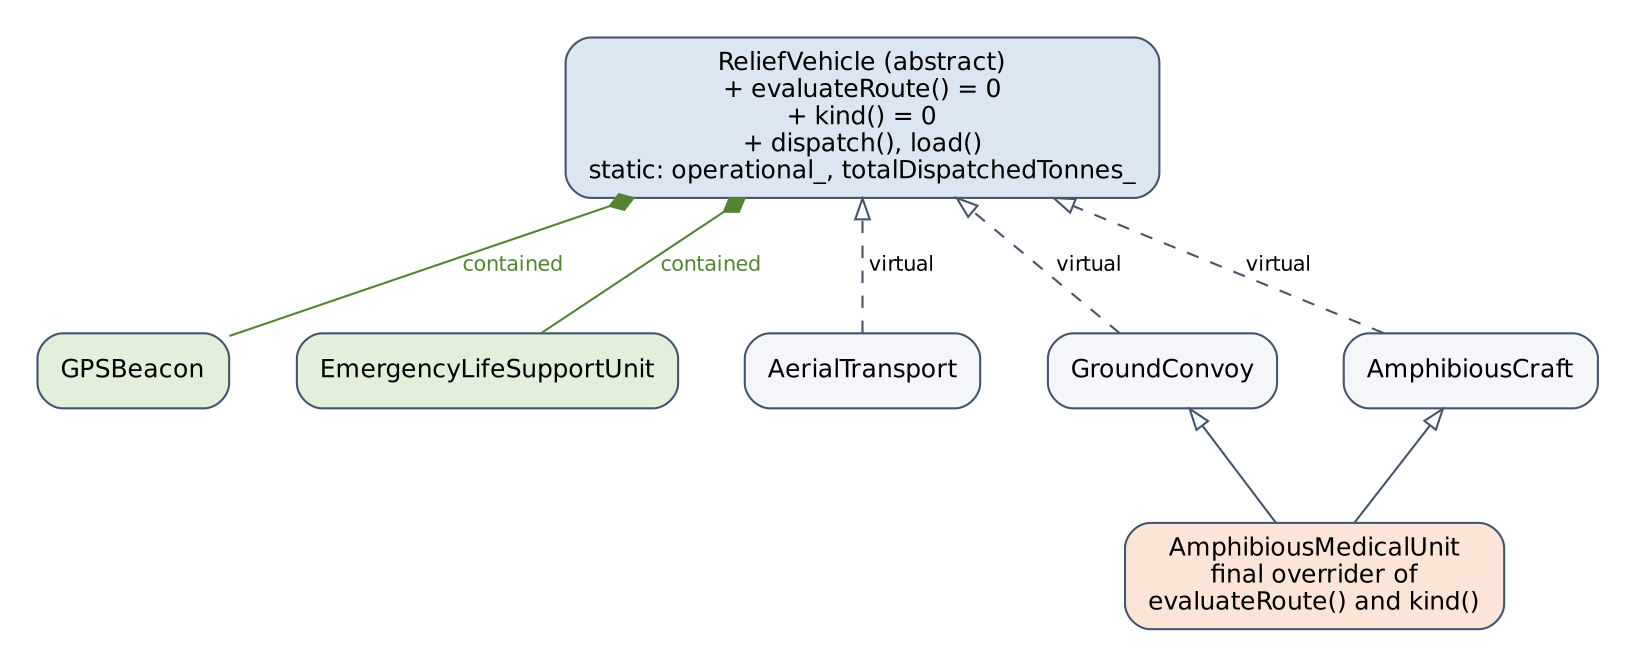 ReliefVehicle (abstract)
+ evaluateRoute() = 0
+ kind() = 0
+ dispatch(), load()
static: operational_, totalDispatchedTonnes_
contained
contained
virtual
virtual
virtual
GPSBeacon
EmergencyLifeSupportUnit
AerialTransport
GroundConvoy
AmphibiousCraft
AmphibiousMedicalUnit
final overrider of
evaluateRoute() and kind()